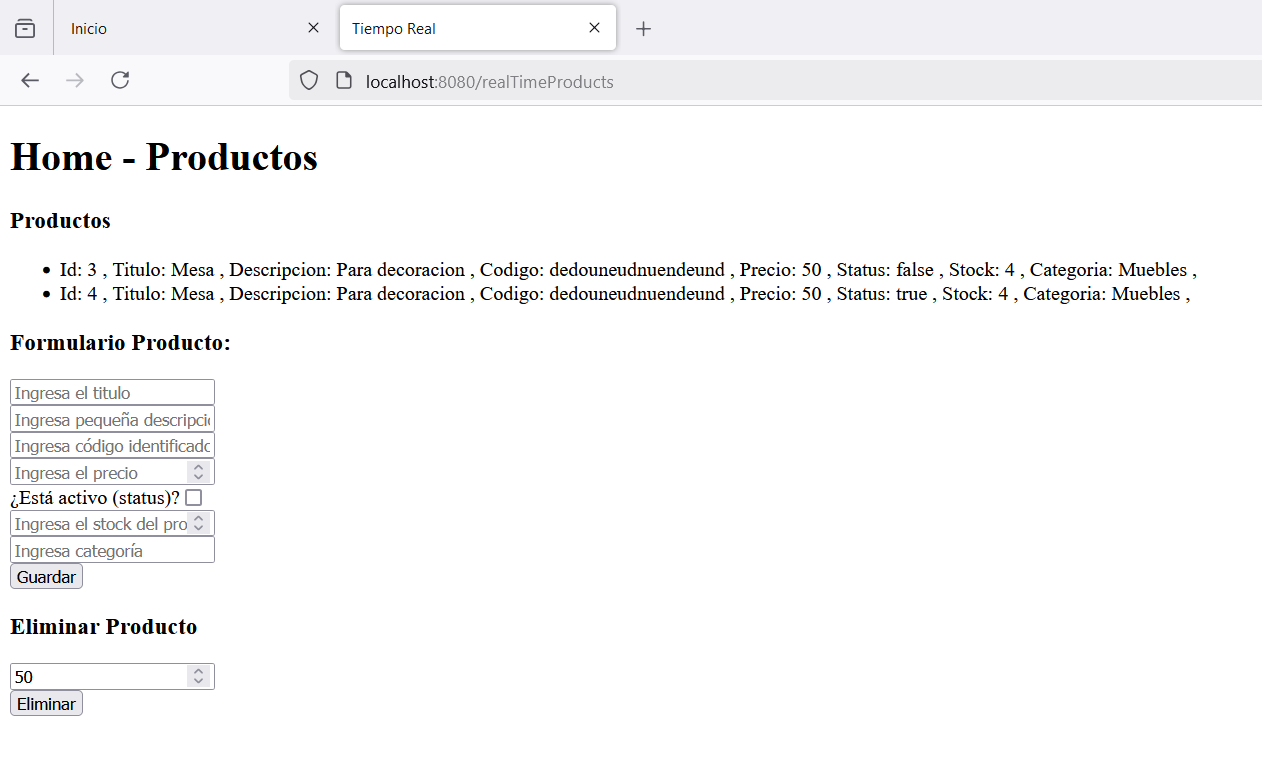 Inicio
Tiempo Real
localhost:8080/realTimeProducts
Home - Productos
Productos
Id: 3 , Titulo: Mesa , Descripcion: Para decoracion , Codigo: dedouneudnuendeund , Precio: 50 , Status: false , Stock: 4 , Categoria: Muebles ,
Id: 4 , Titulo: Mesa , Descripcion: Para decoracion , Codigo: dedouneudnuendeund , Precio: 50 , Status: true , Stock: 4 , Categoria: Muebles ,
Formulario Producto:
Ingresa el titulo
Ingresa pequeña descripci
Ingresa código identificado
Ingresa el precio
¿Está activo (status)?
Ingresa el stock del pro
Ingresa categoría
Guardar
Eliminar Producto
50
Eliminar